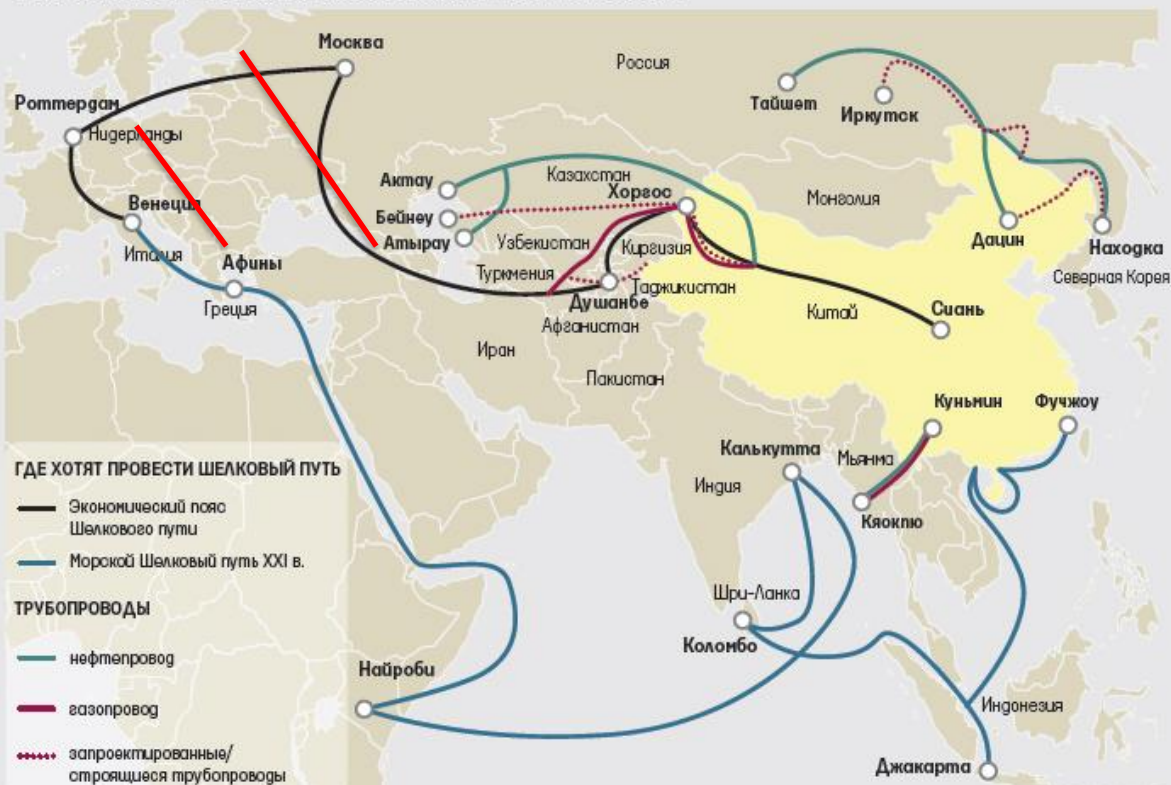 Москва
Россия
Тайшет
Иркутск
Роттердам
Нидерланды
Актау
Казахстан
Хоргос
Монголия
Бейнеу
Венеция
Атырау
Узбекистан
Киргизия
Дацин
Находка
Италия
Афины
Туркмения
Северная Корея
Греция
Душанбе
Таджикистан
Китай
Сиань
Афганистан
Иран
Пакистан
Куньмин
Фучжоу
Калькутта
Мьянма
Индия
Кяокпю
ГДЕ ХОТЯТ ПРОВЕСТИ ШЕЛКОВЫЙ ПУТЬ
Экономический пояс
Шелкового пути
Морской Шелковый путь XXI в.
ТРУБОПРОВОДЫ
нефтепровод
газопровод
запроектированные/
строящиеся трубопроводы
Шри-Ланка
Коломбо
Найроби
Индонезия
Джакарта